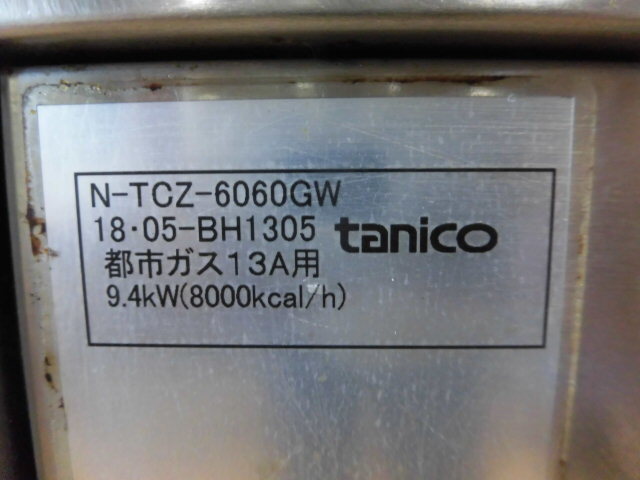 N-TCZ-6060GW
18·05-BH1305
tanico
都市ガス13A用
9.4kW(8000kcal/h)